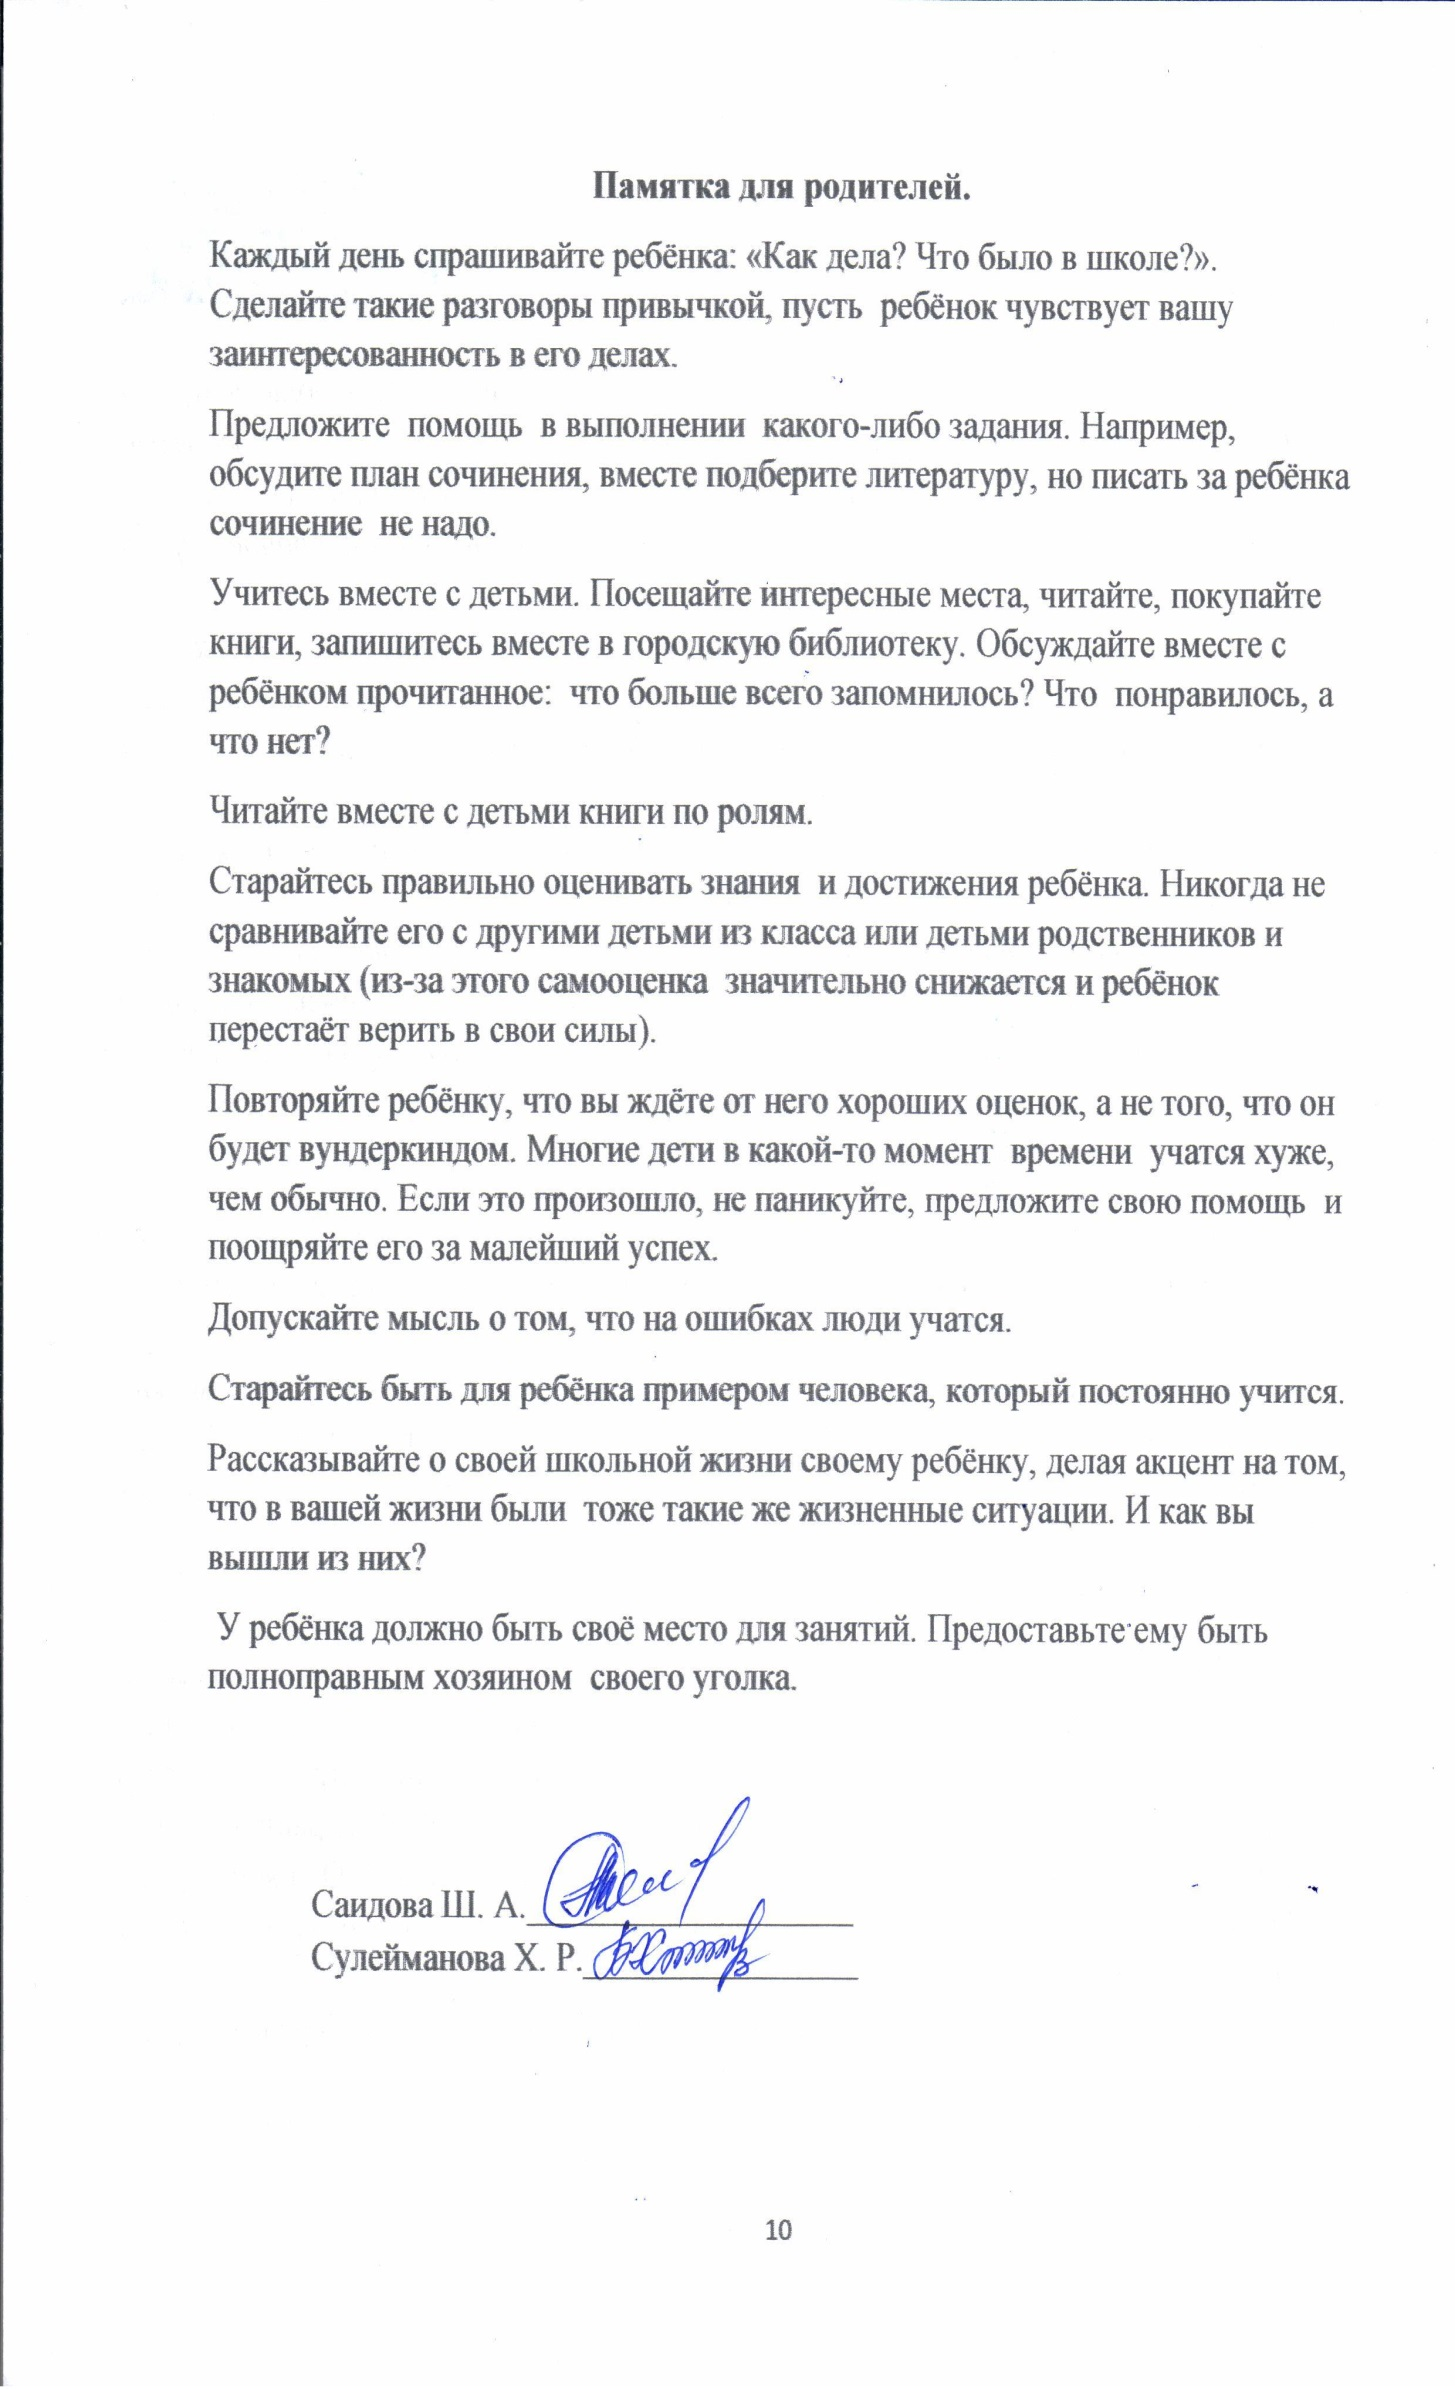 Памятка для родителей.
Каждый день спрашивайте ребёнка: «Как дела? Что было в школе?».
Сделайте такие разговоры привычкой, пусть ребёнок чувствует вашу
заинтересованность в его делах.
Предложите помощь в выполнении какого-либо задания. Например,
обсудите план сочинения, вместе подберите литературу, но писать за ребёнка
сочинение не надо.
Учитесь вместе с детьми. Посещайте интересные места, читайте, покупайте
книги, запишитесь вместе в городскую библиотеку. Обсуждайте вместе с
ребёнком прочитанное: что больше всего запомнилось? Что понравилось, а
что нет?
Читайте вместе с детьми книги по ролям.
Старайтесь правильно оценивать знания и достижения ребёнка. Никогда не
сравнивайте его с другими детьми из класса или детьми родственников и
знакомых (из-за этого самооценка значительно снижается и ребёнок
перестаёт верить в свои силы).
Повторяйте ребёнку, что вы ждёте от него хороших оценок, а не того, что он
будет вундеркиндом. Многие дети в какой-то момент времени учатся хуже,
чем обычно. Если это произошло, не паникуйте, предложите свою помощь и
поощряйте его за малейший успех.
Допускайте мысль о том, что на ошибках люди учатся.
Старайтесь быть для ребёнка примером человека, который постоянно учится.
Рассказывайте о своей школьной жизни своему ребёнку, делая акцент на том,
что в вашей жизни были тоже такие же жизненные ситуации. И как вы
вышли из них?
У ребёнка должно быть своё место для занятий. Предоставьте ему быть
полноправным хозяином своего уголка.
Саидова Ш. А.
Сулейманова Х. Р.
10